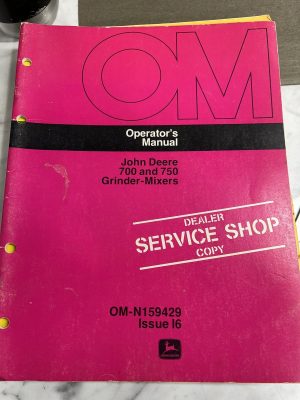 OM
Operator's
Manual
John Deere
700 and 750
Grinder-Mixers
DEALER
SERVICE SHOP
COPY
OM-N159429
Issue I6